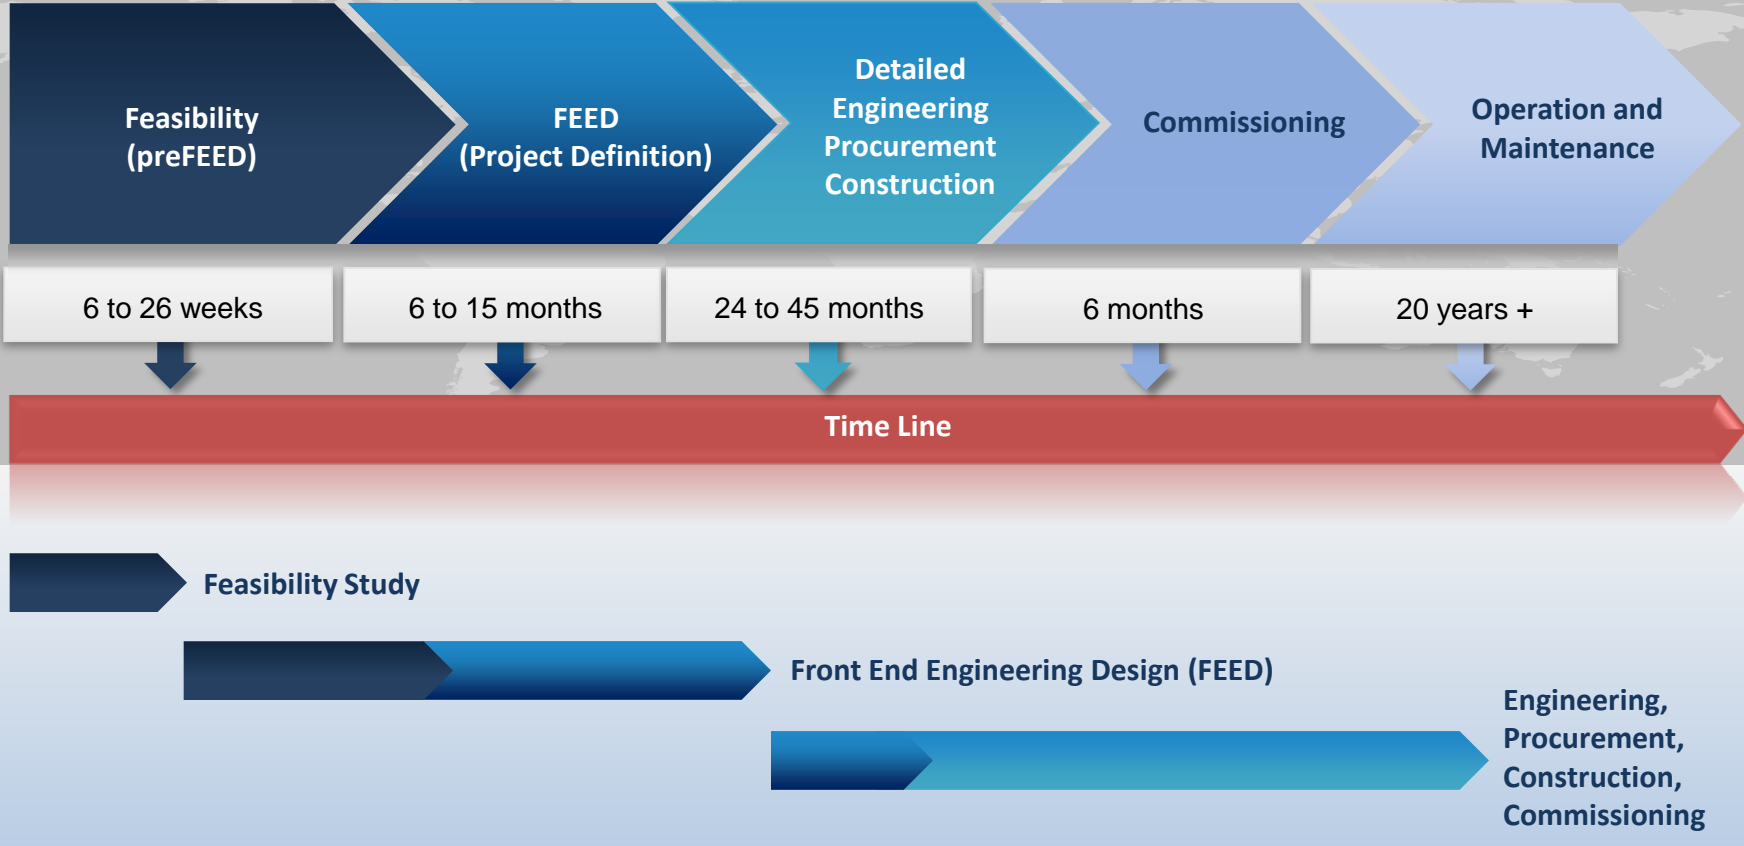 Feasibility
(preFEED)
FEED
(Project Definition)
Detailed
Engineering
Procurement
Construction
Commissioning
Operation and
Maintenance
6 to 26 weeks
6 to 15 months
24 to 45 months
6 months
20 years +
Time Line
Feasibility Study
Front End Engineering Design (FEED)
Engineering,
Procurement,
Construction,
Commissioning